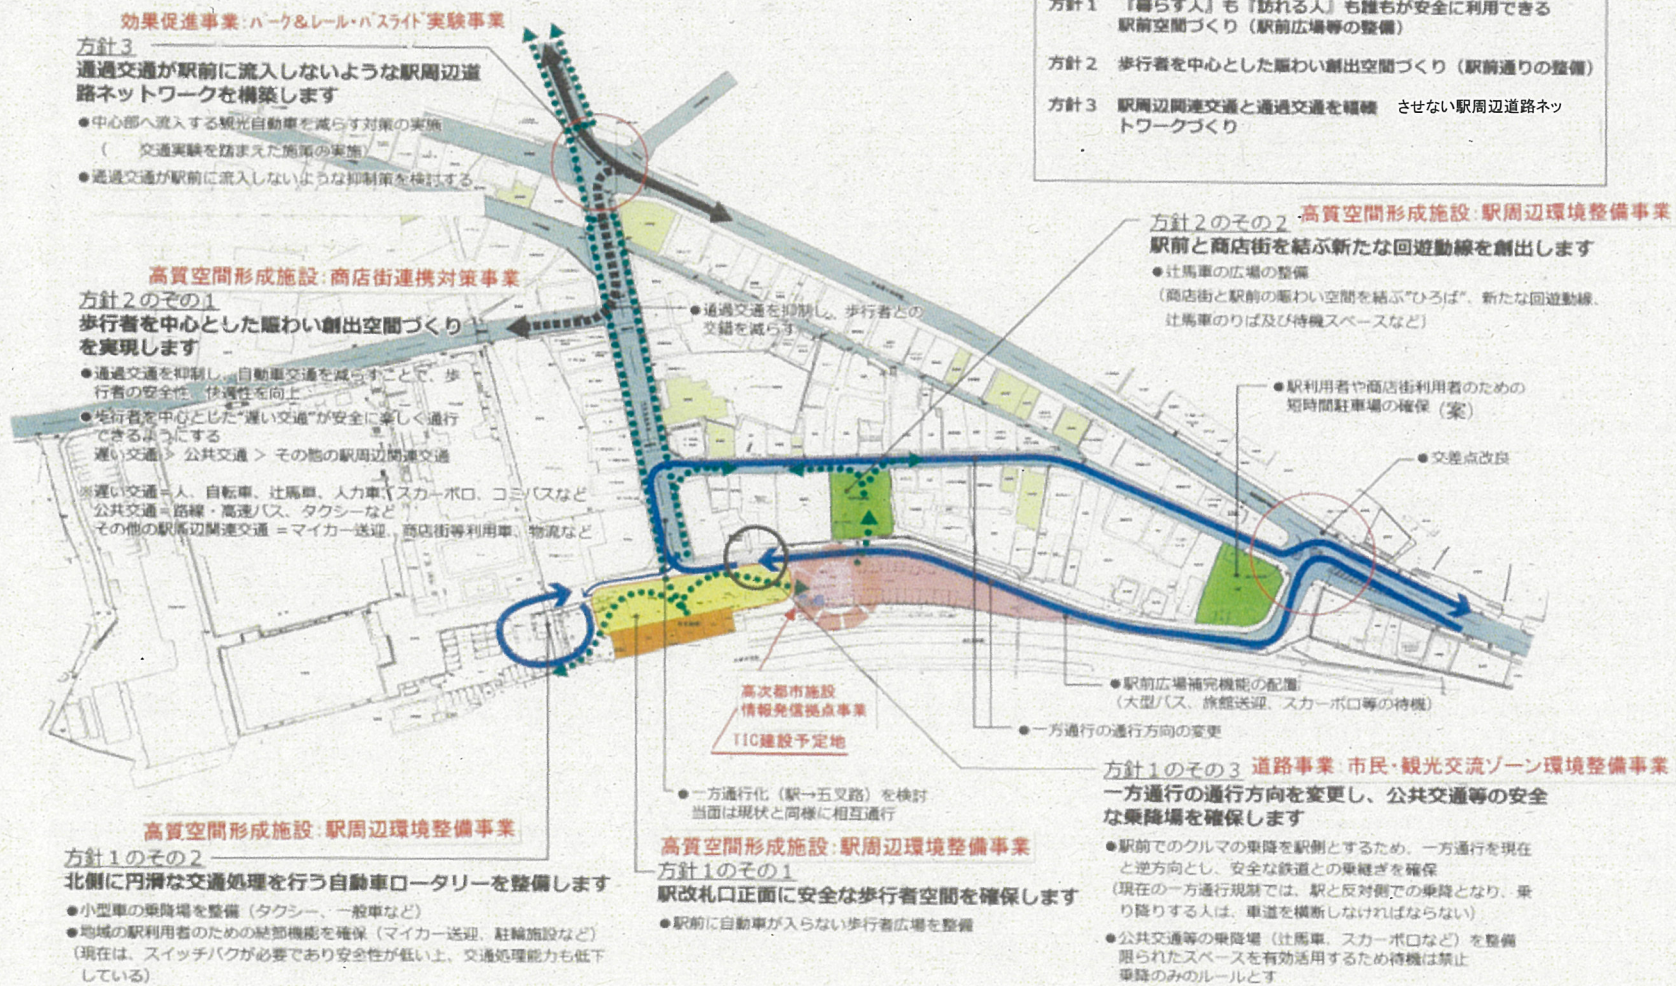 効果促進事業:パーク&レール・バスライド実験事業
方針3
通過交通が駅前に流入しないような駅周辺道
路ネットワークを構築します
●中心部へ流入する観光自動車を減らす対策の実施
(　　交通実験を踏まえた施策の実施)
●通過交通が駅前に流入しないような抑制策を検討する
方針1　『暮らす人』も『訪れる人』も誰もが安全に利用できる
駅前空間づくり（駅前広場等の整備）
方針2　歩行者を中心とした賑わい創出空間づくり（駅前通りの整備）
方針3　駅周辺関連交通と通過交通を輻輳　させない駅周辺道路ネッ
トワークづくり
高質空間形成施設:駅周辺環境整備事業
方針2のその2
駅前と商店街を結ぶ新たな回遊動線を創出します
●辻馬車の広場の整備
（商店街と駅前の賑わい空間を結ぶ"ひろば"、新たな回遊動線、
辻馬車のりば及び待機スペースなど）
高質空間形成施設:商店街連携対策事業
方針2のその1
歩行者を中心とした賑わい創出空間づくり
を実現します
●通過交通を抑制し、自動車交通を減らすことで、歩
行者の安全性、快適性を向上
●歩行者を中心とした"遅い交通"が安全に楽しく通行
できるようにする
遅い交通 > 公共交通 > その他の駅周辺関連交通
※遅い交通=人、自転車、辻馬車、人力車、スカーボロ、コミバスなど
公共交通=路線・高速バス、タクシーなど
その他の駅周辺関連交通 =マイカー送迎、商店街等利用車、物流など
●通過交通を抑制し、歩行者との
交錯を減らす
●駅利用者や商店街利用者のための
短時間駐車場の確保（案）
●交差点改良
●駅前広場補完機能の配置
（大型バス、旅館送迎、スカーボロ等の待機）
●一方通行の通行方向の変更
高次都市施設
情報発信拠点事業
TIC建設予定地
●一方通行化（駅→五叉路）を検討
当面は現状と同様に相互通行
方針1のその3 道路事業:市民・観光交流ゾーン環境整備事業
一方通行の通行方向を変更し、公共交通等の安全
な乗降場を確保します
●駅前でのクルマの乗降を駅側とするため、一方通行を現在
と逆方向とし、安全な鉄道との乗継ぎを確保
（現在の一方通行規制では、駅と反対側での乗降となり、乗
り降りする人は、車道を横断しなければならない）
●公共交通等の乗降場（辻馬車、スカーボロなど）を整備
限られたスペースを有効活用するため待機は禁止
乗降のみのルールとす
高質空間形成施設:駅周辺環境整備事業
方針1のその2
北側に円滑な交通処理を行う自動車ロータリーを整備します
●小型車の乗降場を整備（タクシー、一般車など）
●地域の駅利用者のための結節機能を確保（マイカー送迎、駐輪施設など）
（現在は、スイッチバクが必要であり安全性が低い上、交通処理能力も低下
している）
高質空間形成施設:駅周辺環境整備事業
方針1のその1
駅改札口正面に安全な歩行者空間を確保します
●駅前に自動車が入らない歩行者広場を整備